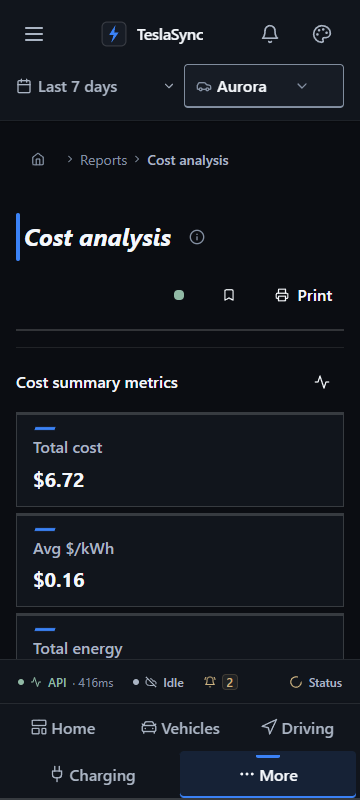 TeslaSync
Last 7 days
Aurora
Reports
Cost analysis
Cost analysis
Print
Cost summary metrics
Total cost
$6.72
Avg $/kWh
$0.16
Total energy
API · 416ms
Idle
2
Status
Home
Vehicles
Driving
Charging
More